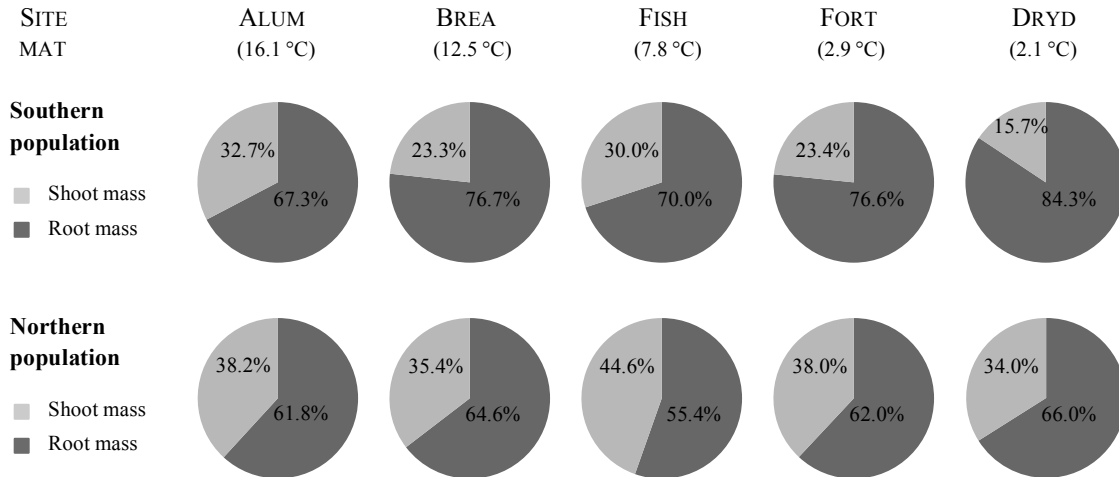 SITE ALUM BREA FISH FORT DRYD
MAT (16.1 °C) (12.5 °C) (7.8 °C) (2.9 °C) (2.1 °C)
Southern
population
Shoot mass
Root mass
32.7% 23.3% 30.0% 23.4% 15.7%
67.3% 76.7% 70.0% 76.6% 84.3%
Northern
population
Shoot mass
Root mass
38.2% 35.4% 44.6% 38.0% 34.0%
61.8% 64.6% 55.4% 62.0% 66.0%